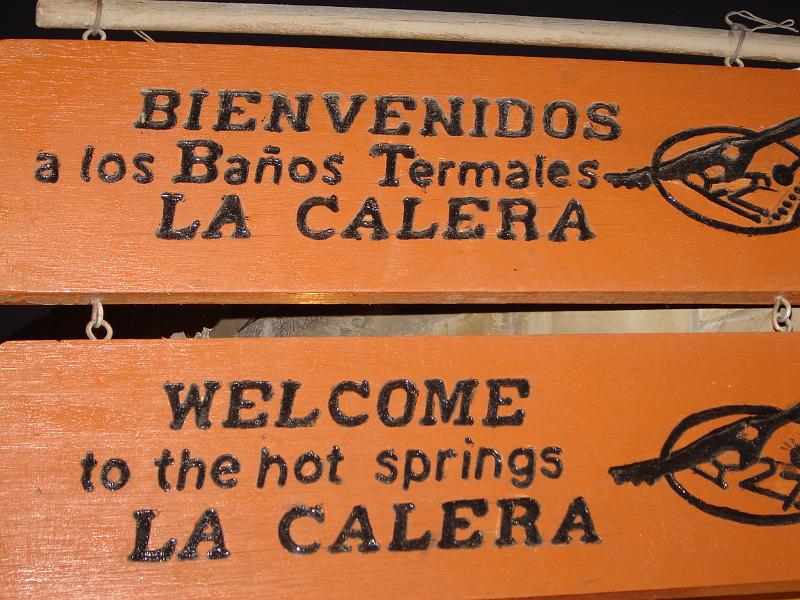 BIENVENIDOS
a los Baños Termales
LA CALERA
WELCOME
to the hot springs
LA CALERA